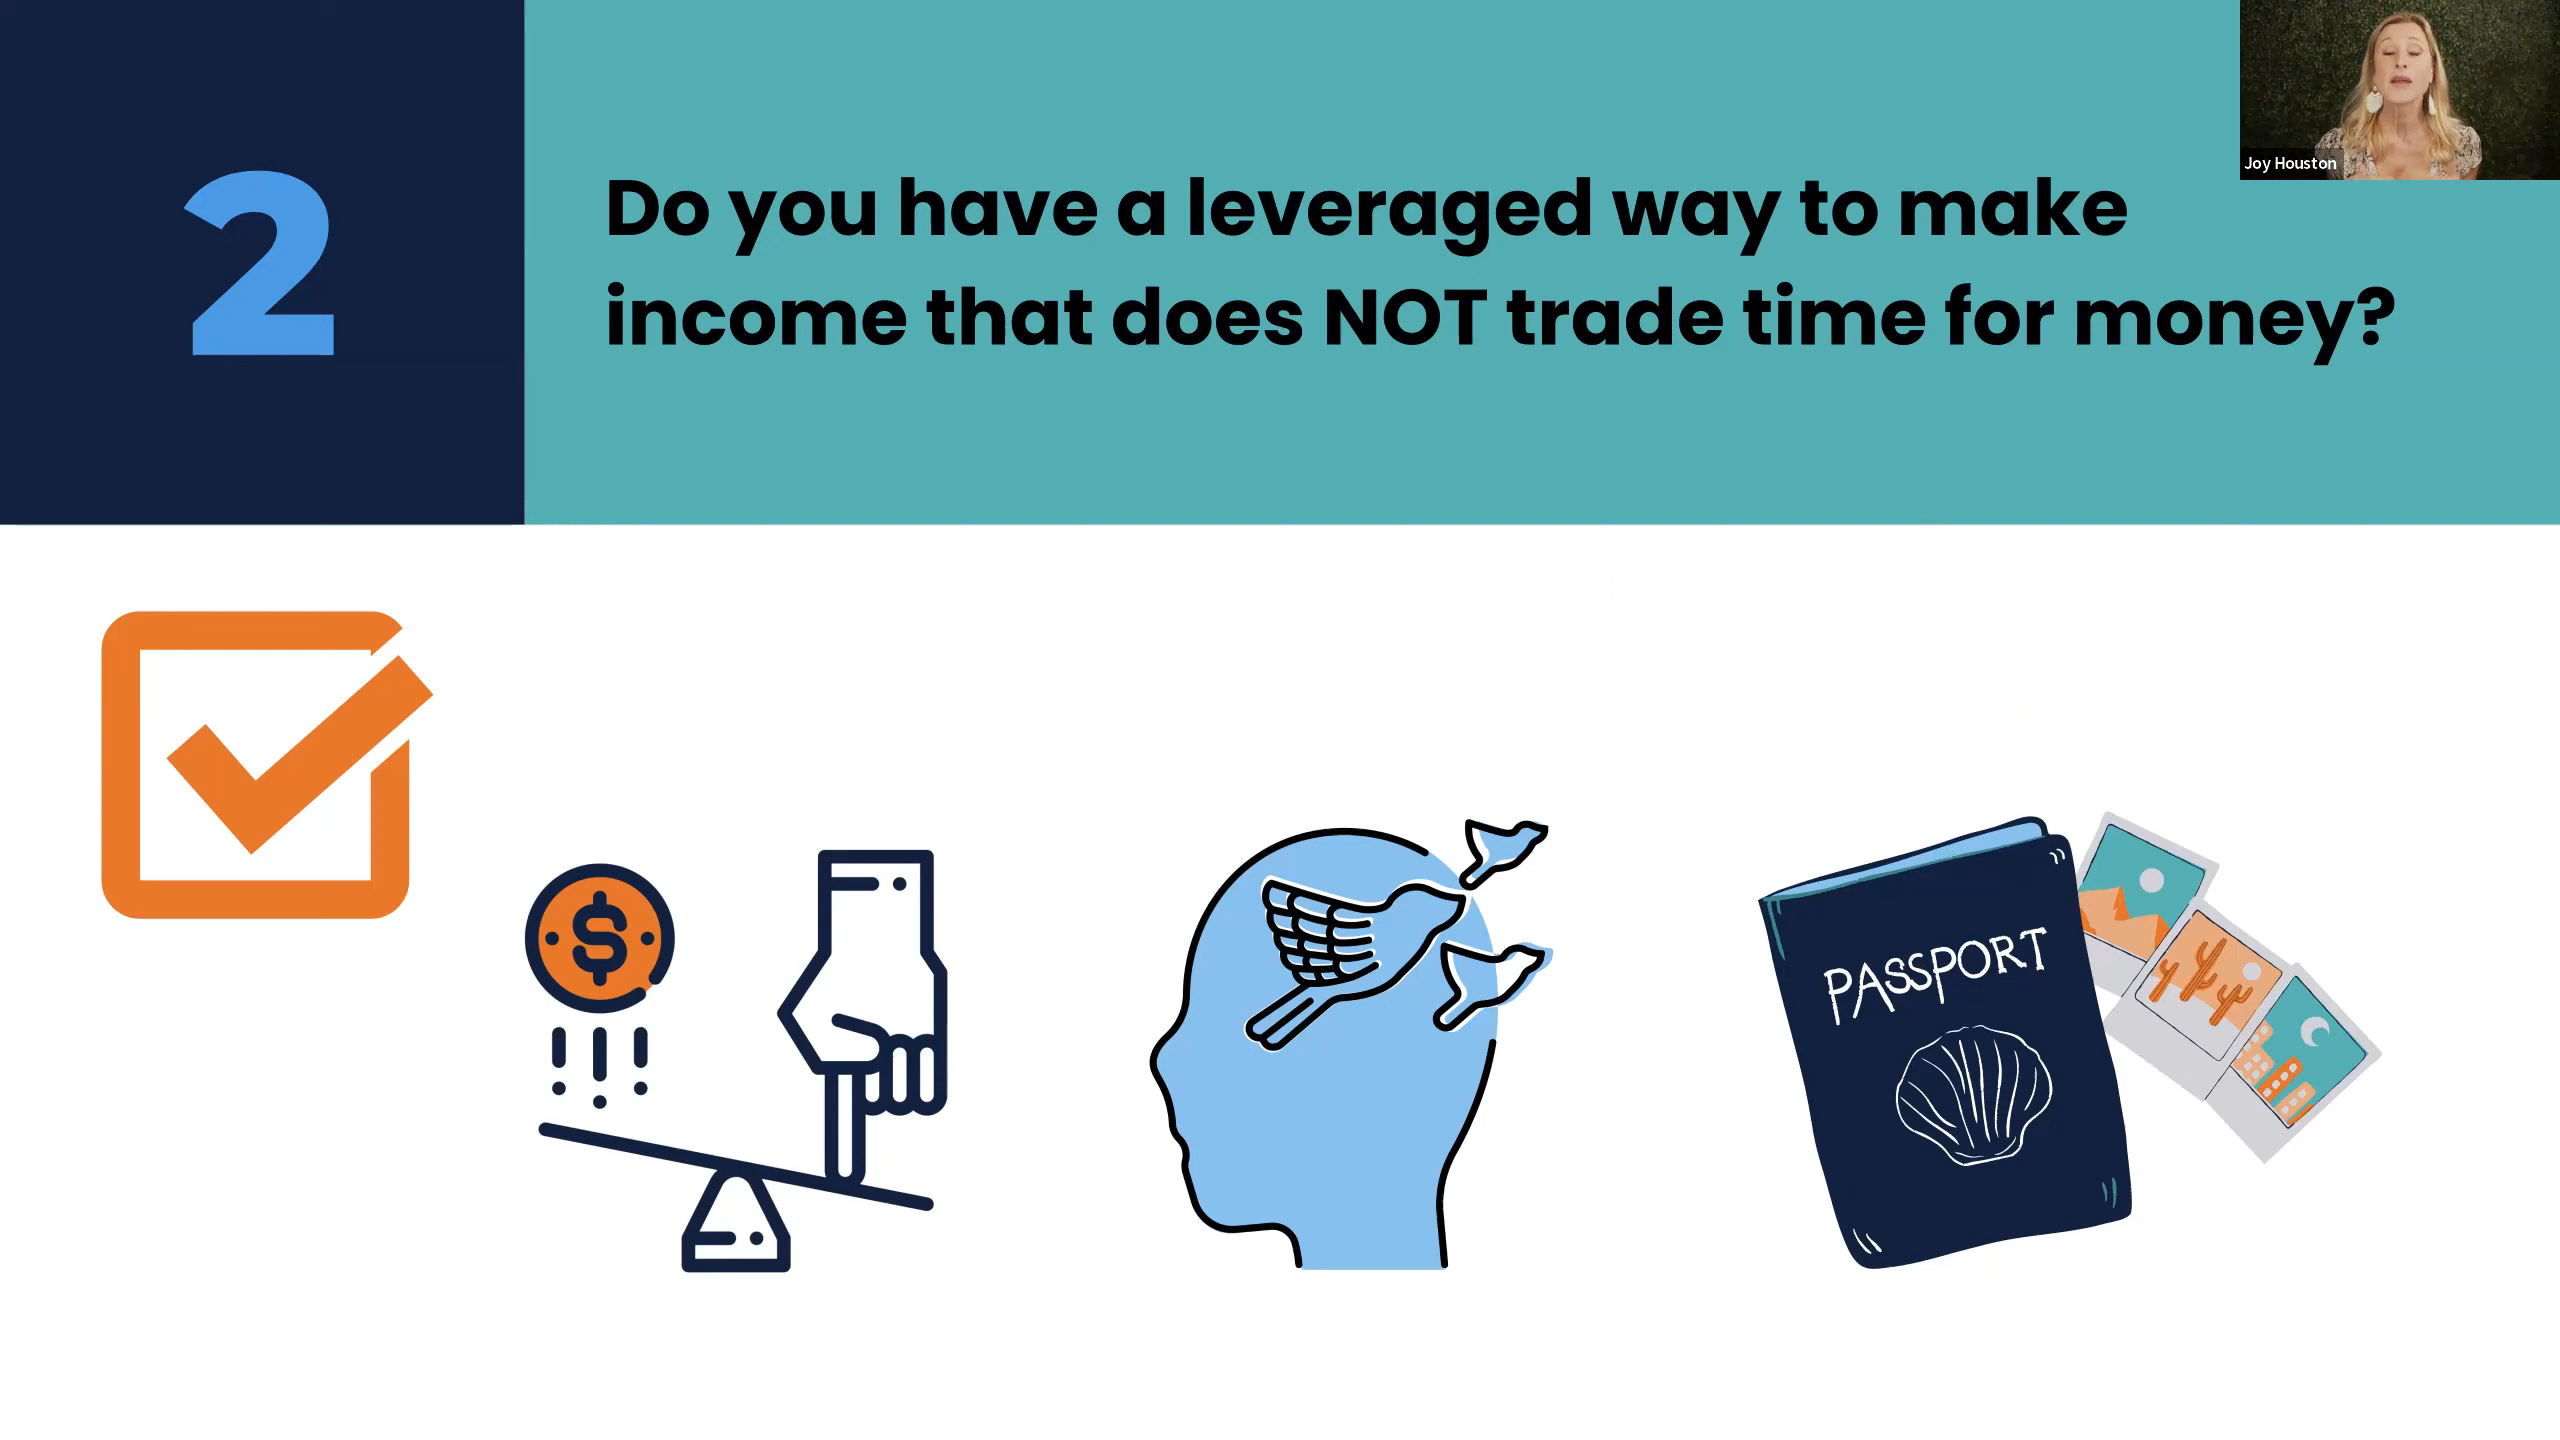 2
Do you have a leveraged way to make
income that does NOT trade time for money?
Joy Houston
$
PASSPORT